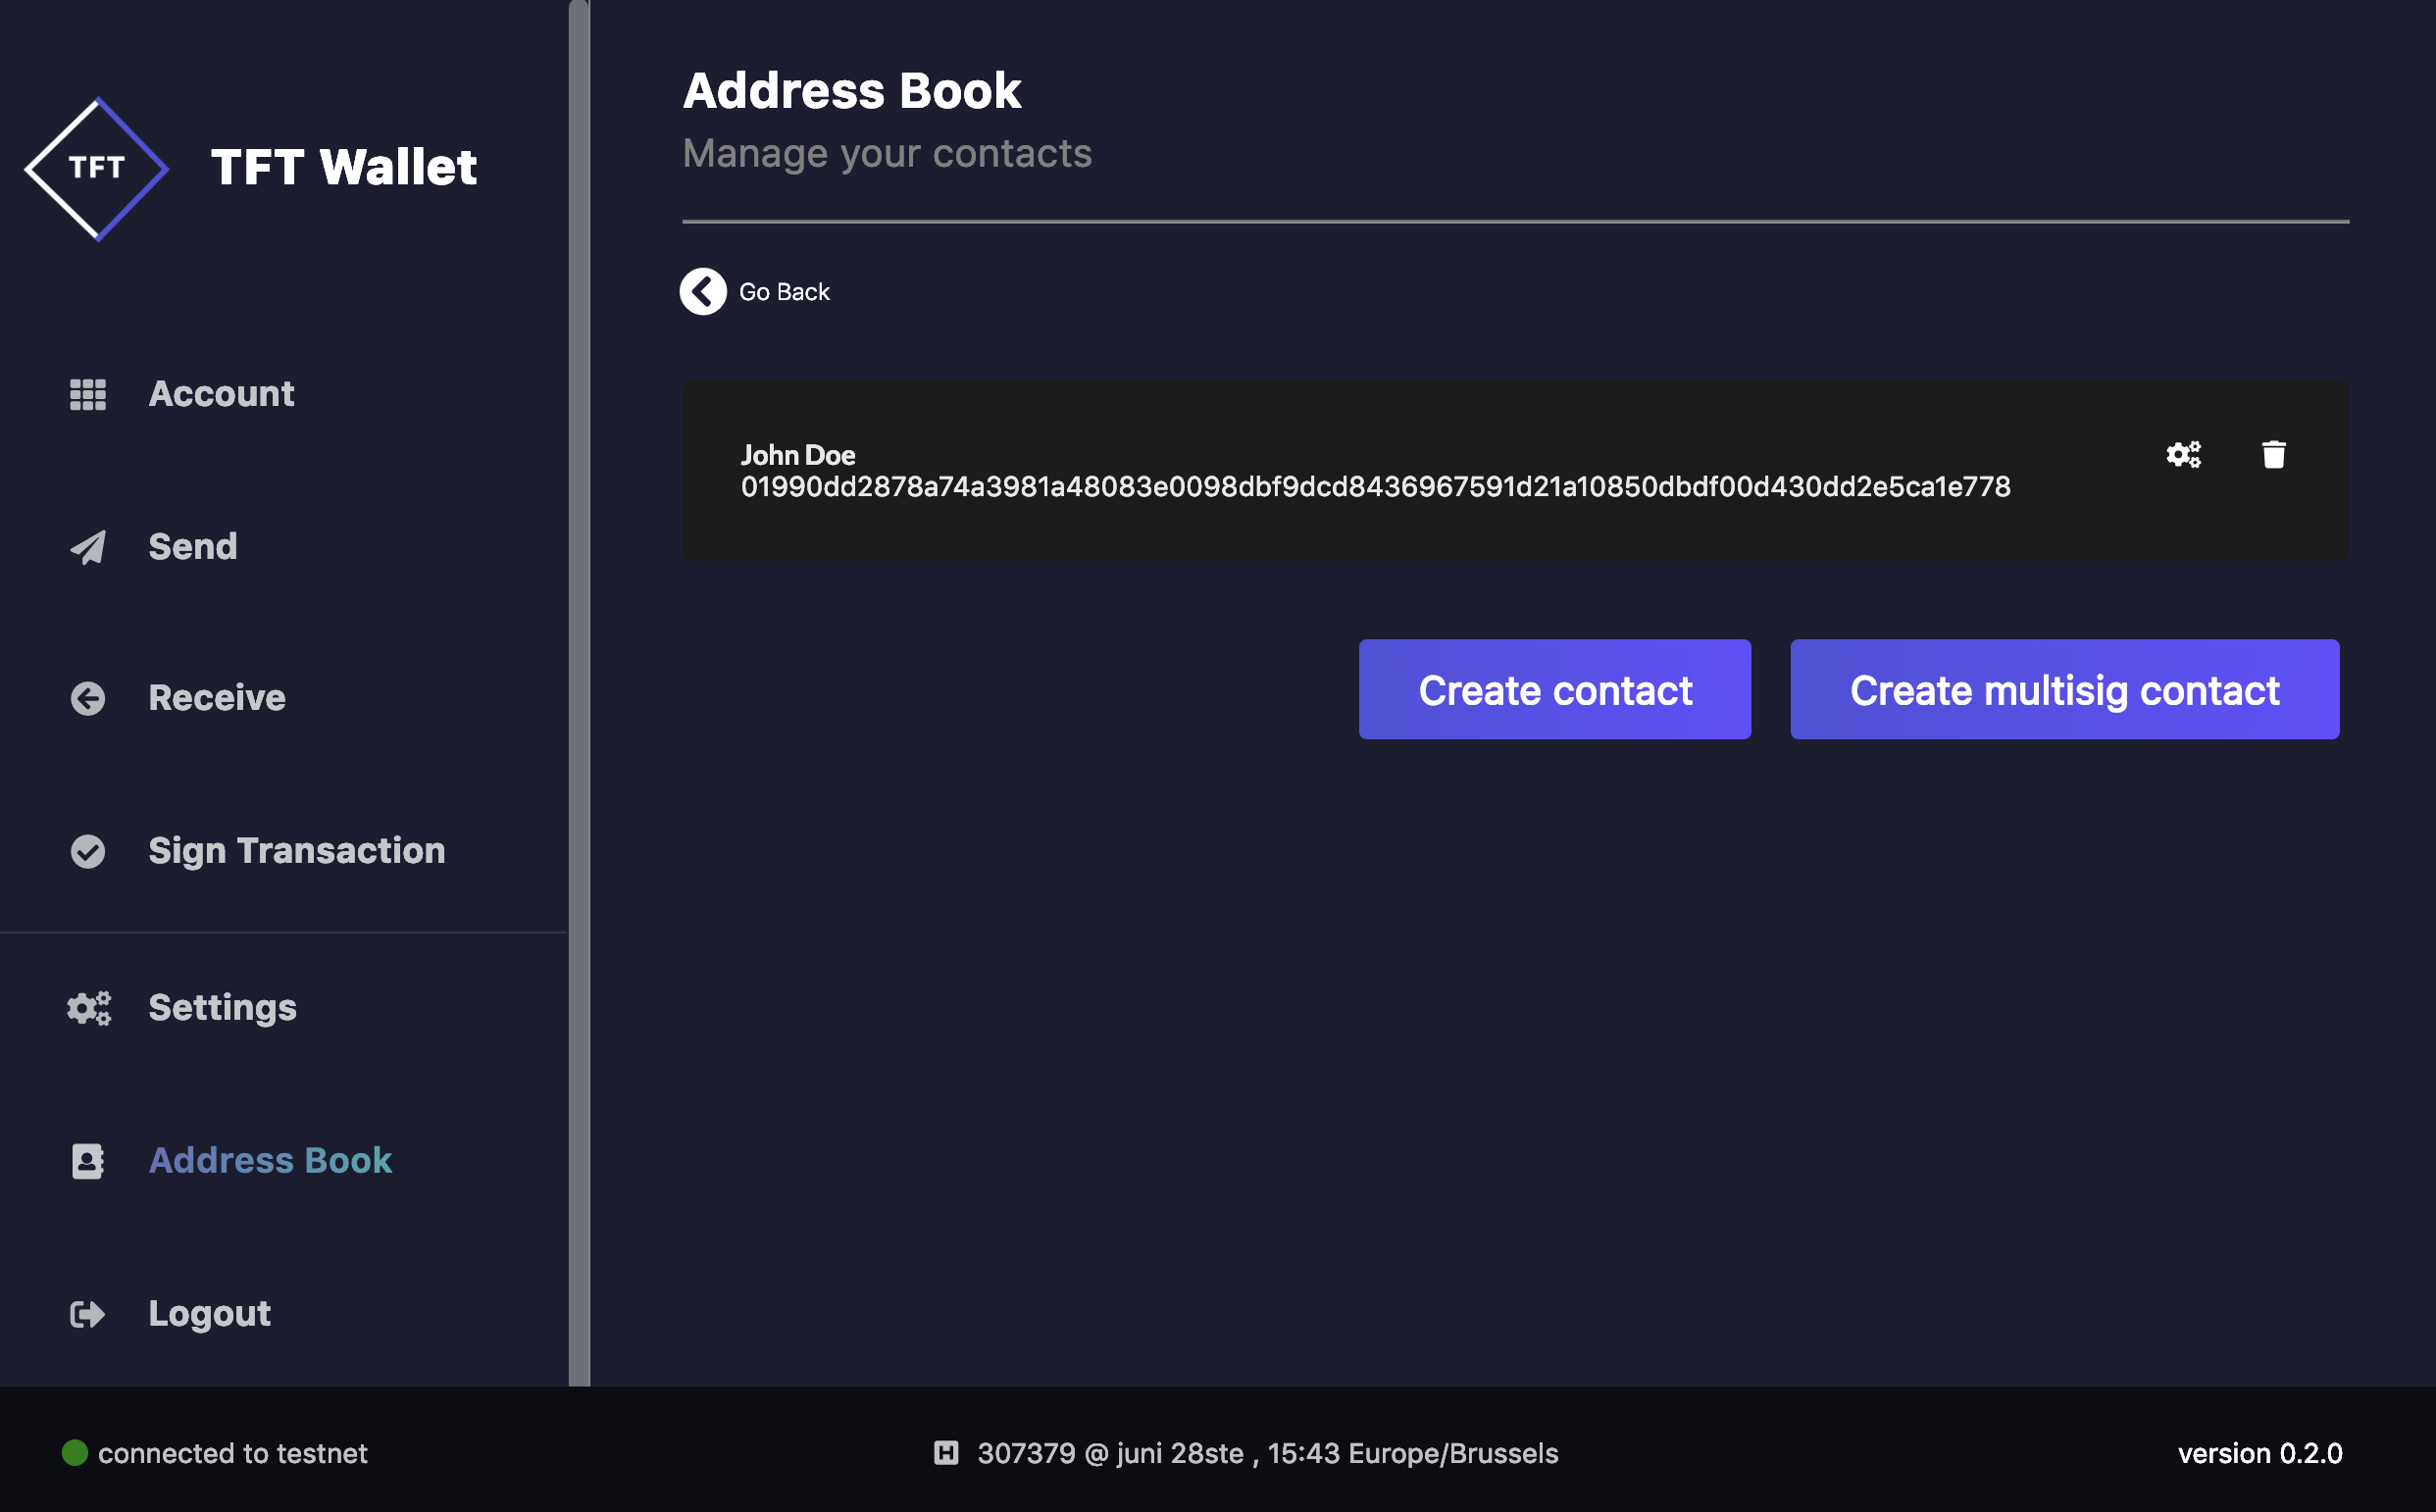 TFT
TFT Wallet
Account
Send
Receive
Sign Transaction
Settings
Address Book
Logout
Address Book
Manage your contacts
Go Back
John Doe
01990dd2878a74a3981a48083e0098dbf9dcd8436967591d21a10850dbdf00d430dd2e5ca1e778
Create contact
Create multisig contact
connected to testnet
H 307379 @ juni 28ste , 15:43 Europe/Brussels
version 0.2.0